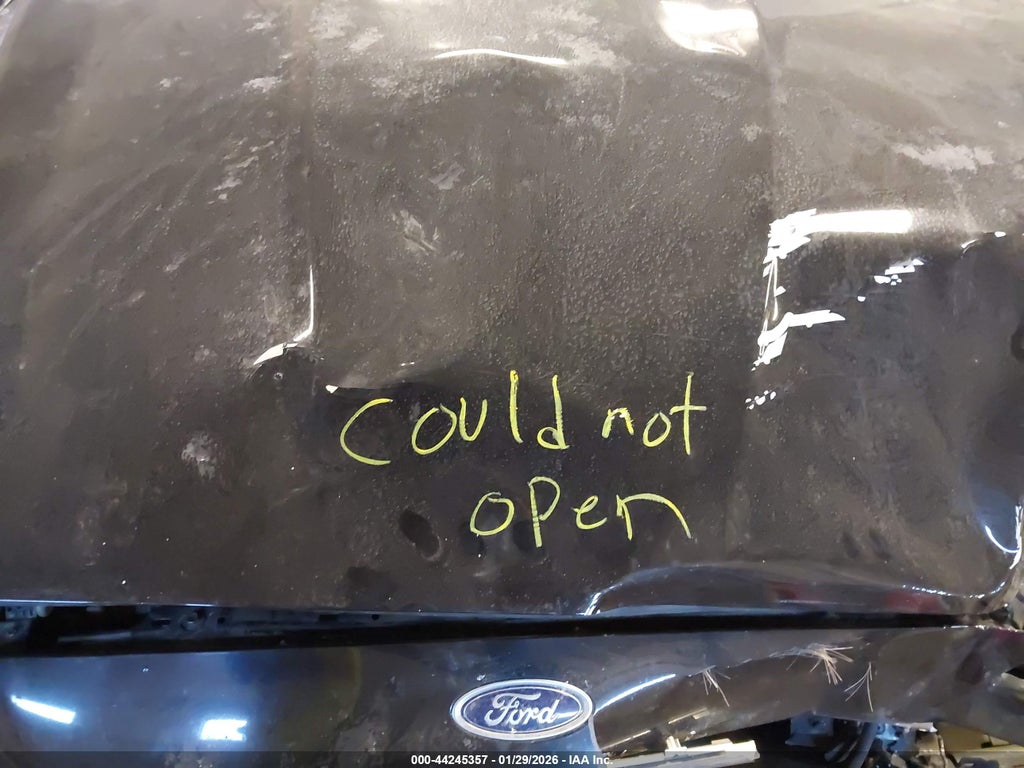 could not
open
Ford
000-44245357 - 01/29/2026 - IAA Inc.